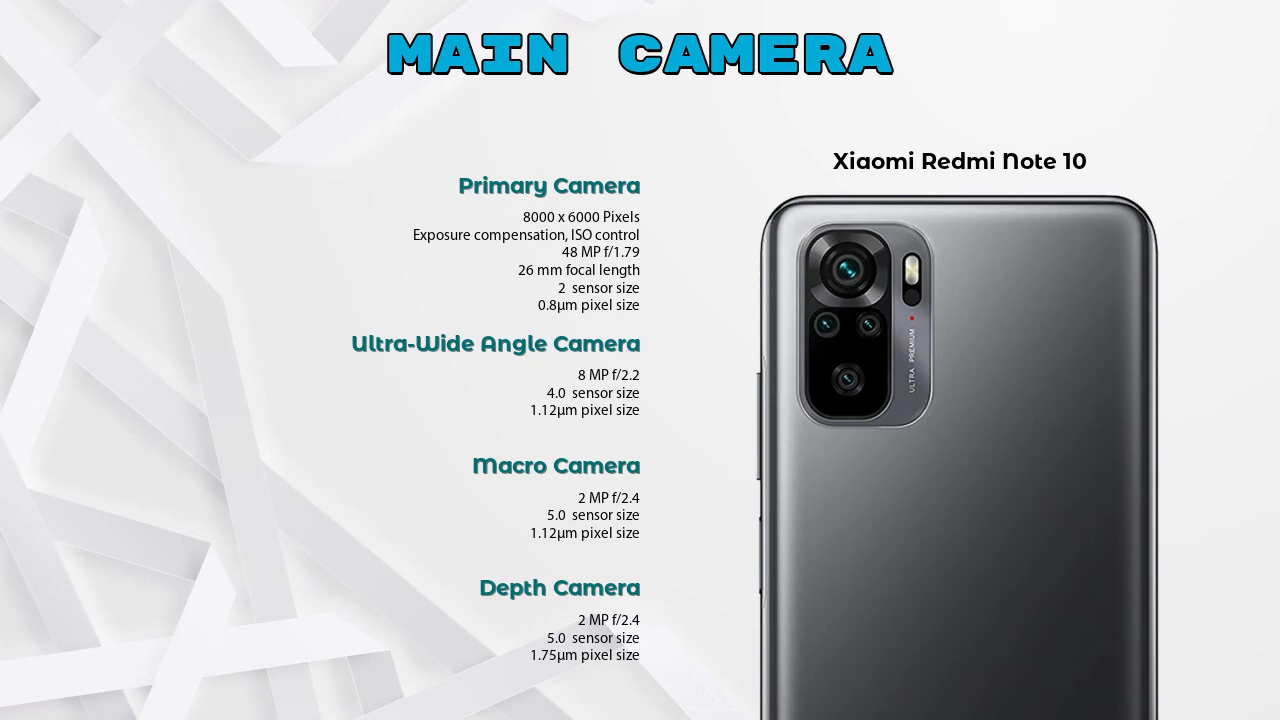 MAIN CAMERA
Xiaomi Redmi Note 10
Primary Camera
8000 x 6000 Pixels
Exposure compensation, ISO control
48 MP f/1.79
26 mm focal length
2  sensor size
0.8µm pixel size
Ultra-Wide Angle Camera
8 MP f/2.2
4.0  sensor size
1.12µm pixel size
Macro Camera
2 MP f/2.4
5.0  sensor size
1.12µm pixel size
Depth Camera
2 MP f/2.4
5.0  sensor size
1.75µm pixel size
ULTRA PREMIUM